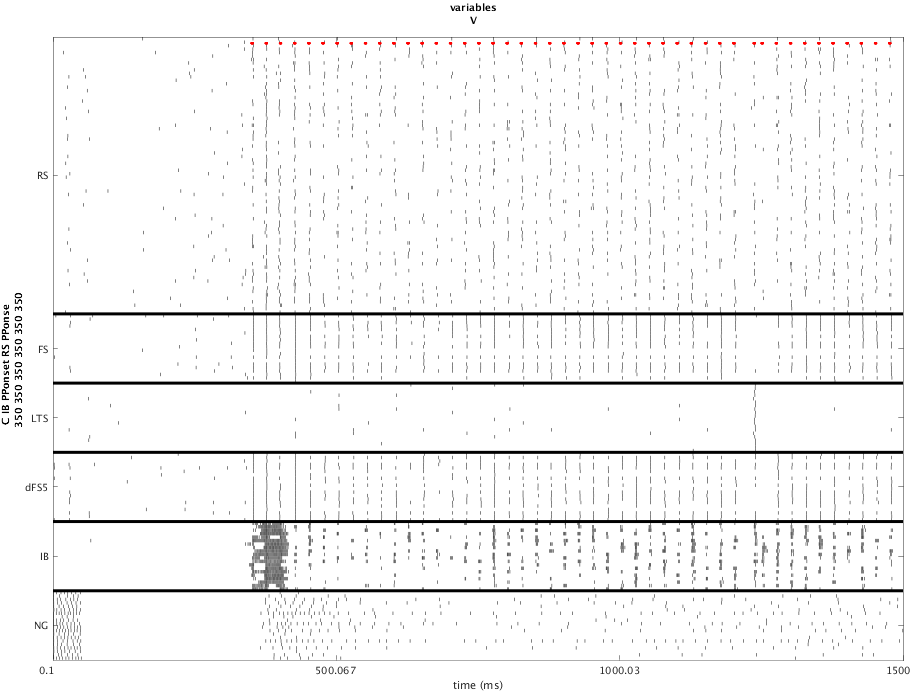 variables
V
C IB PPonset RS PPonse
350 350 350 350 350 350
RS
FS
LTS
dFS5
IB
NG
0.1
500.067
1000.03
1500
time (ms)